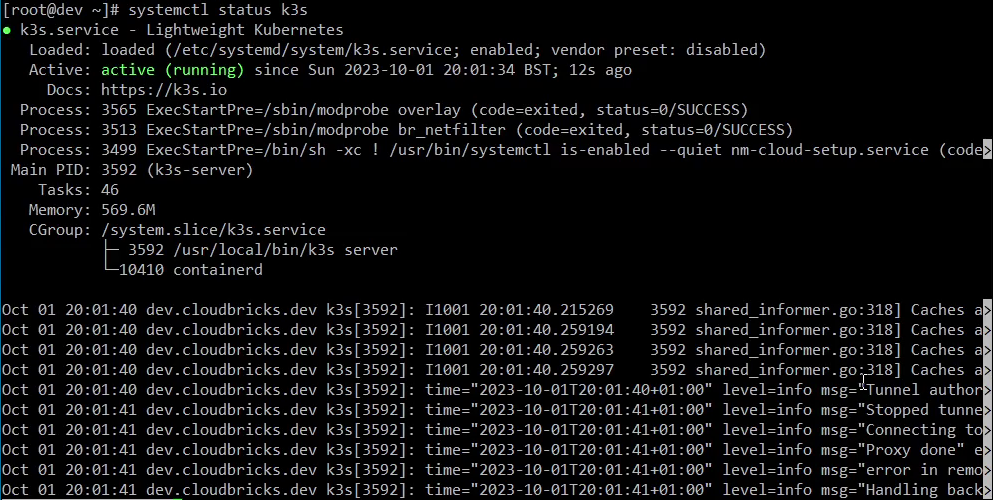 [root@dev ~]# systemctl status k3s
● k3s.service - Lightweight Kubernetes
   Loaded: loaded (/etc/systemd/system/k3s.service; enabled; vendor preset: disabled)
   Active: active (running) since Sun 2023-10-01 20:01:34 BST; 12s ago
     Docs: https://k3s.io
  Process: 3565 ExecStartPre=/sbin/modprobe overlay (code=exited, status=0/SUCCESS)
  Process: 3513 ExecStartPre=/sbin/modprobe br_netfilter (code=exited, status=0/SUCCESS)
  Process: 3499 ExecStartPre=/bin/sh -xc ! /usr/bin/systemctl is-enabled --quiet nm-cloud-setup.service (code>
 Main PID: 3592 (k3s-server)
    Tasks: 46
   Memory: 569.6M
   CGroup: /system.slice/k3s.service
           ├─ 3592 /usr/local/bin/k3s server
           └─10410 containerd
Oct 01 20:01:40 dev.cloudbricks.dev k3s[3592]: I1001 20:01:40.215269    3592 shared_informer.go:318] Caches a>
Oct 01 20:01:40 dev.cloudbricks.dev k3s[3592]: I1001 20:01:40.259194    3592 shared_informer.go:318] Caches a>
Oct 01 20:01:40 dev.cloudbricks.dev k3s[3592]: I1001 20:01:40.259263    3592 shared_informer.go:318] Caches a>
Oct 01 20:01:40 dev.cloudbricks.dev k3s[3592]: I1001 20:01:40.259297    3592 shared_informer.go:318] Caches a>
Oct 01 20:01:40 dev.cloudbricks.dev k3s[3592]: time="2023-10-01T20:01:40+01:00" level=info msg="Tunnel author>
Oct 01 20:01:41 dev.cloudbricks.dev k3s[3592]: time="2023-10-01T20:01:41+01:00" level=info msg="Stopped tunne>
Oct 01 20:01:41 dev.cloudbricks.dev k3s[3592]: time="2023-10-01T20:01:41+01:00" level=info msg="Connecting to>
Oct 01 20:01:41 dev.cloudbricks.dev k3s[3592]: time="2023-10-01T20:01:41+01:00" level=info msg="Proxy done" e>
Oct 01 20:01:41 dev.cloudbricks.dev k3s[3592]: time="2023-10-01T20:01:41+01:00" level=info msg="error in remo>
Oct 01 20:01:41 dev.cloudbricks.dev k3s[3592]: time="2023-10-01T20:01:41+01:00" level=info msg="Handling back>